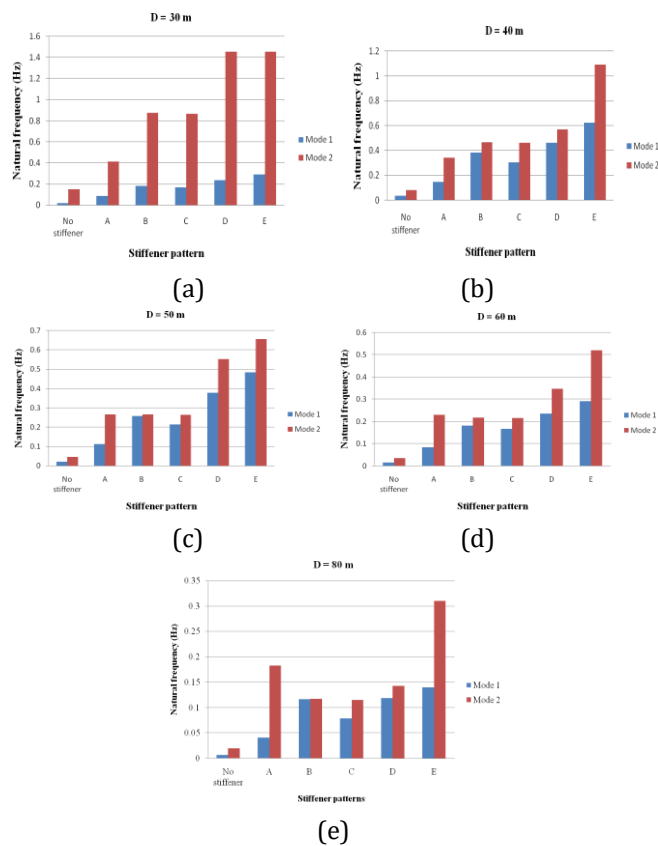 D = 30 m
Natural frequency (Hz)
1.6
1.4
1.2
1
0.8
0.6
0.4
0.2
0
No stiffener
A
B
C
D
E
Mode 1
Mode 2
Stiffener pattern
(a)
D = 40 m
Natural frequency (Hz)
1.2
1
0.8
0.6
0.4
0.2
0
No stiffener
A
B
C
D
E
Mode 1
Mode 2
Stiffener pattern
(b)
D = 50 m
Natural frequency (Hz)
0.7
0.6
0.5
0.4
0.3
0.2
0.1
0
No stiffener
A
B
C
D
E
Mode 1
Mode 2
Stiffener pattern
(c)
D = 60 m
Natural frequency (Hz)
0.6
0.5
0.4
0.3
0.2
0.1
0
No stiffener
A
B
C
D
E
Mode 1
Mode 2
Stiffener pattern
(d)
D = 80 m
Natural frequency (Hz)
0.35
0.3
0.25
0.2
0.15
0.1
0.05
0
No stiffener
A
B
C
D
E
Mode 1
Mode 2
Stiffener patterns
(e)